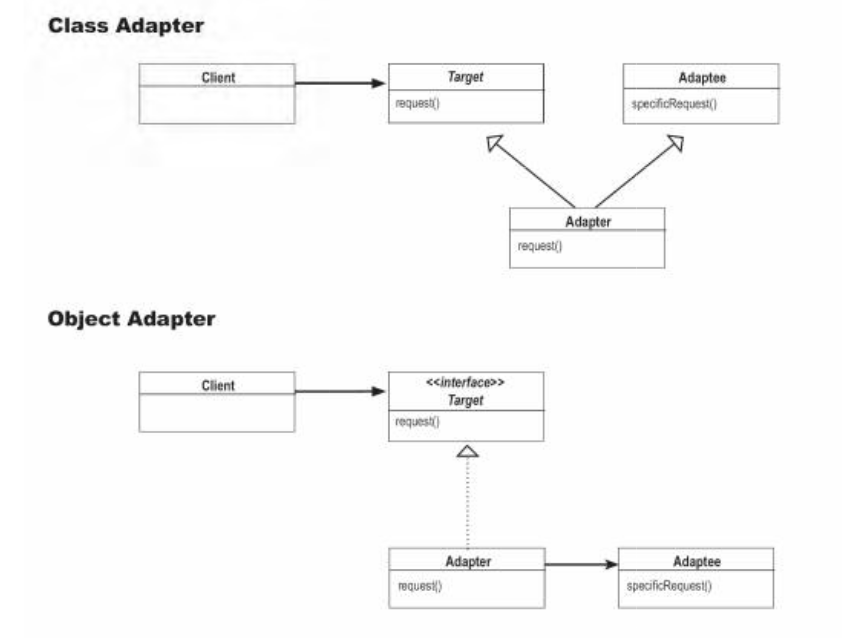 Class Adapter
Client
Target
request()
Adaptee
specificRequest()
Adapter
request()
Object Adapter
Client
<<interface>>
Target
request()
Adapter
request()
Adaptee
specificRequest()